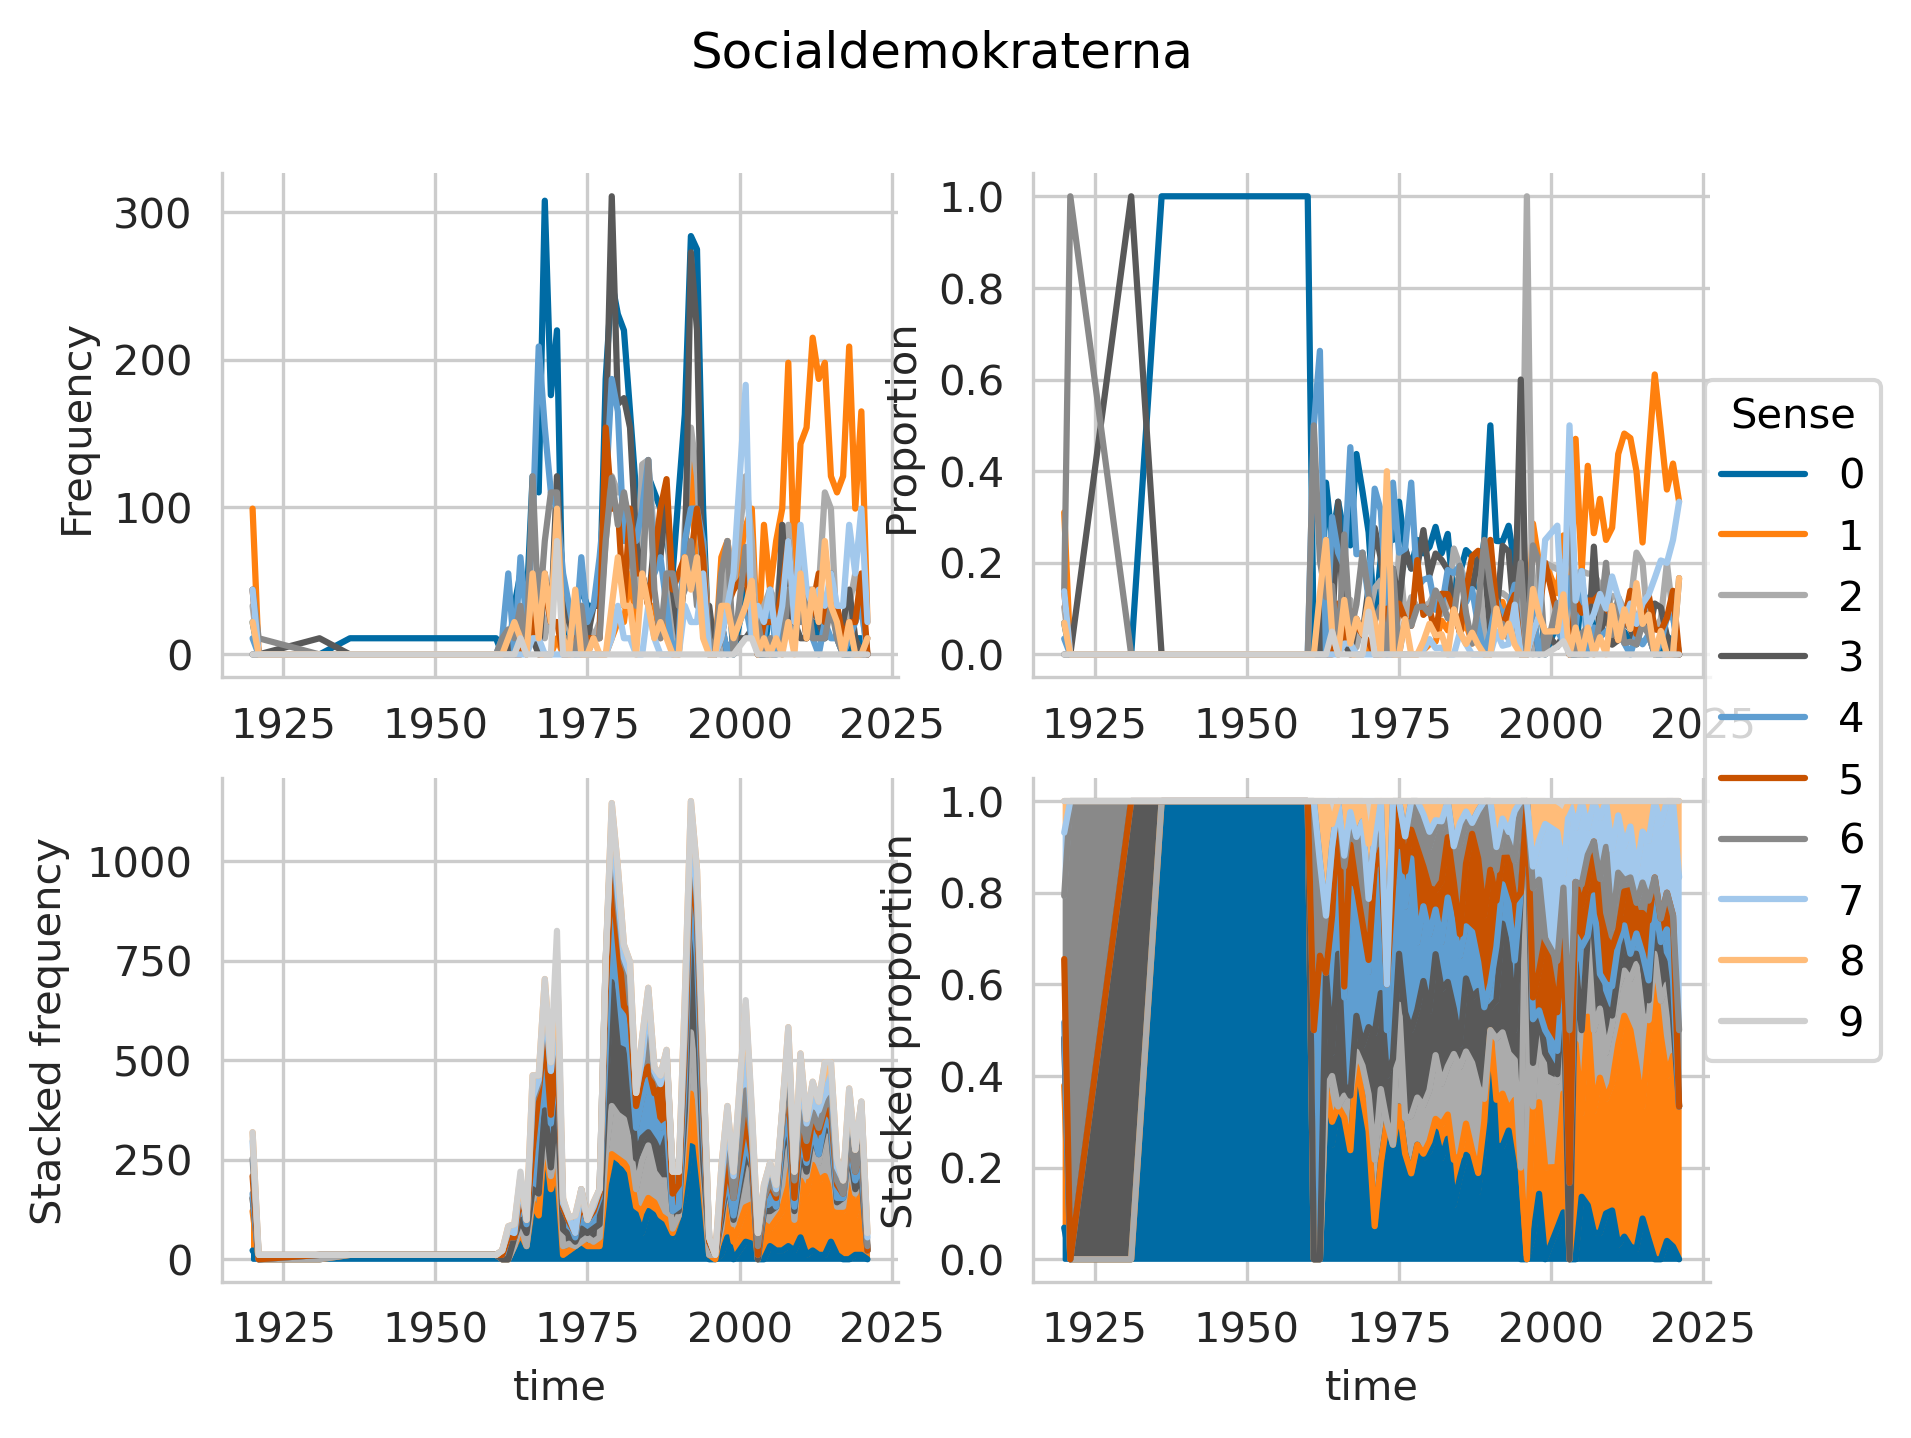 Socialdemokraterna
Frequency
300
200
100
0
1925 1950 1975 2000 2025
Proportion
1.0
0.8
0.6
0.4
0.2
0.0
1925 1950 1975 2000 2025
Stacked frequency
1000
750
500
250
0
1925 1950 1975 2000 2025
time
Stacked proportion
1.0
0.8
0.6
0.4
0.2
0.0
1925 1950 1975 2000 2025
time
Sense
0
1
2
3
4
5
6
7
8
9